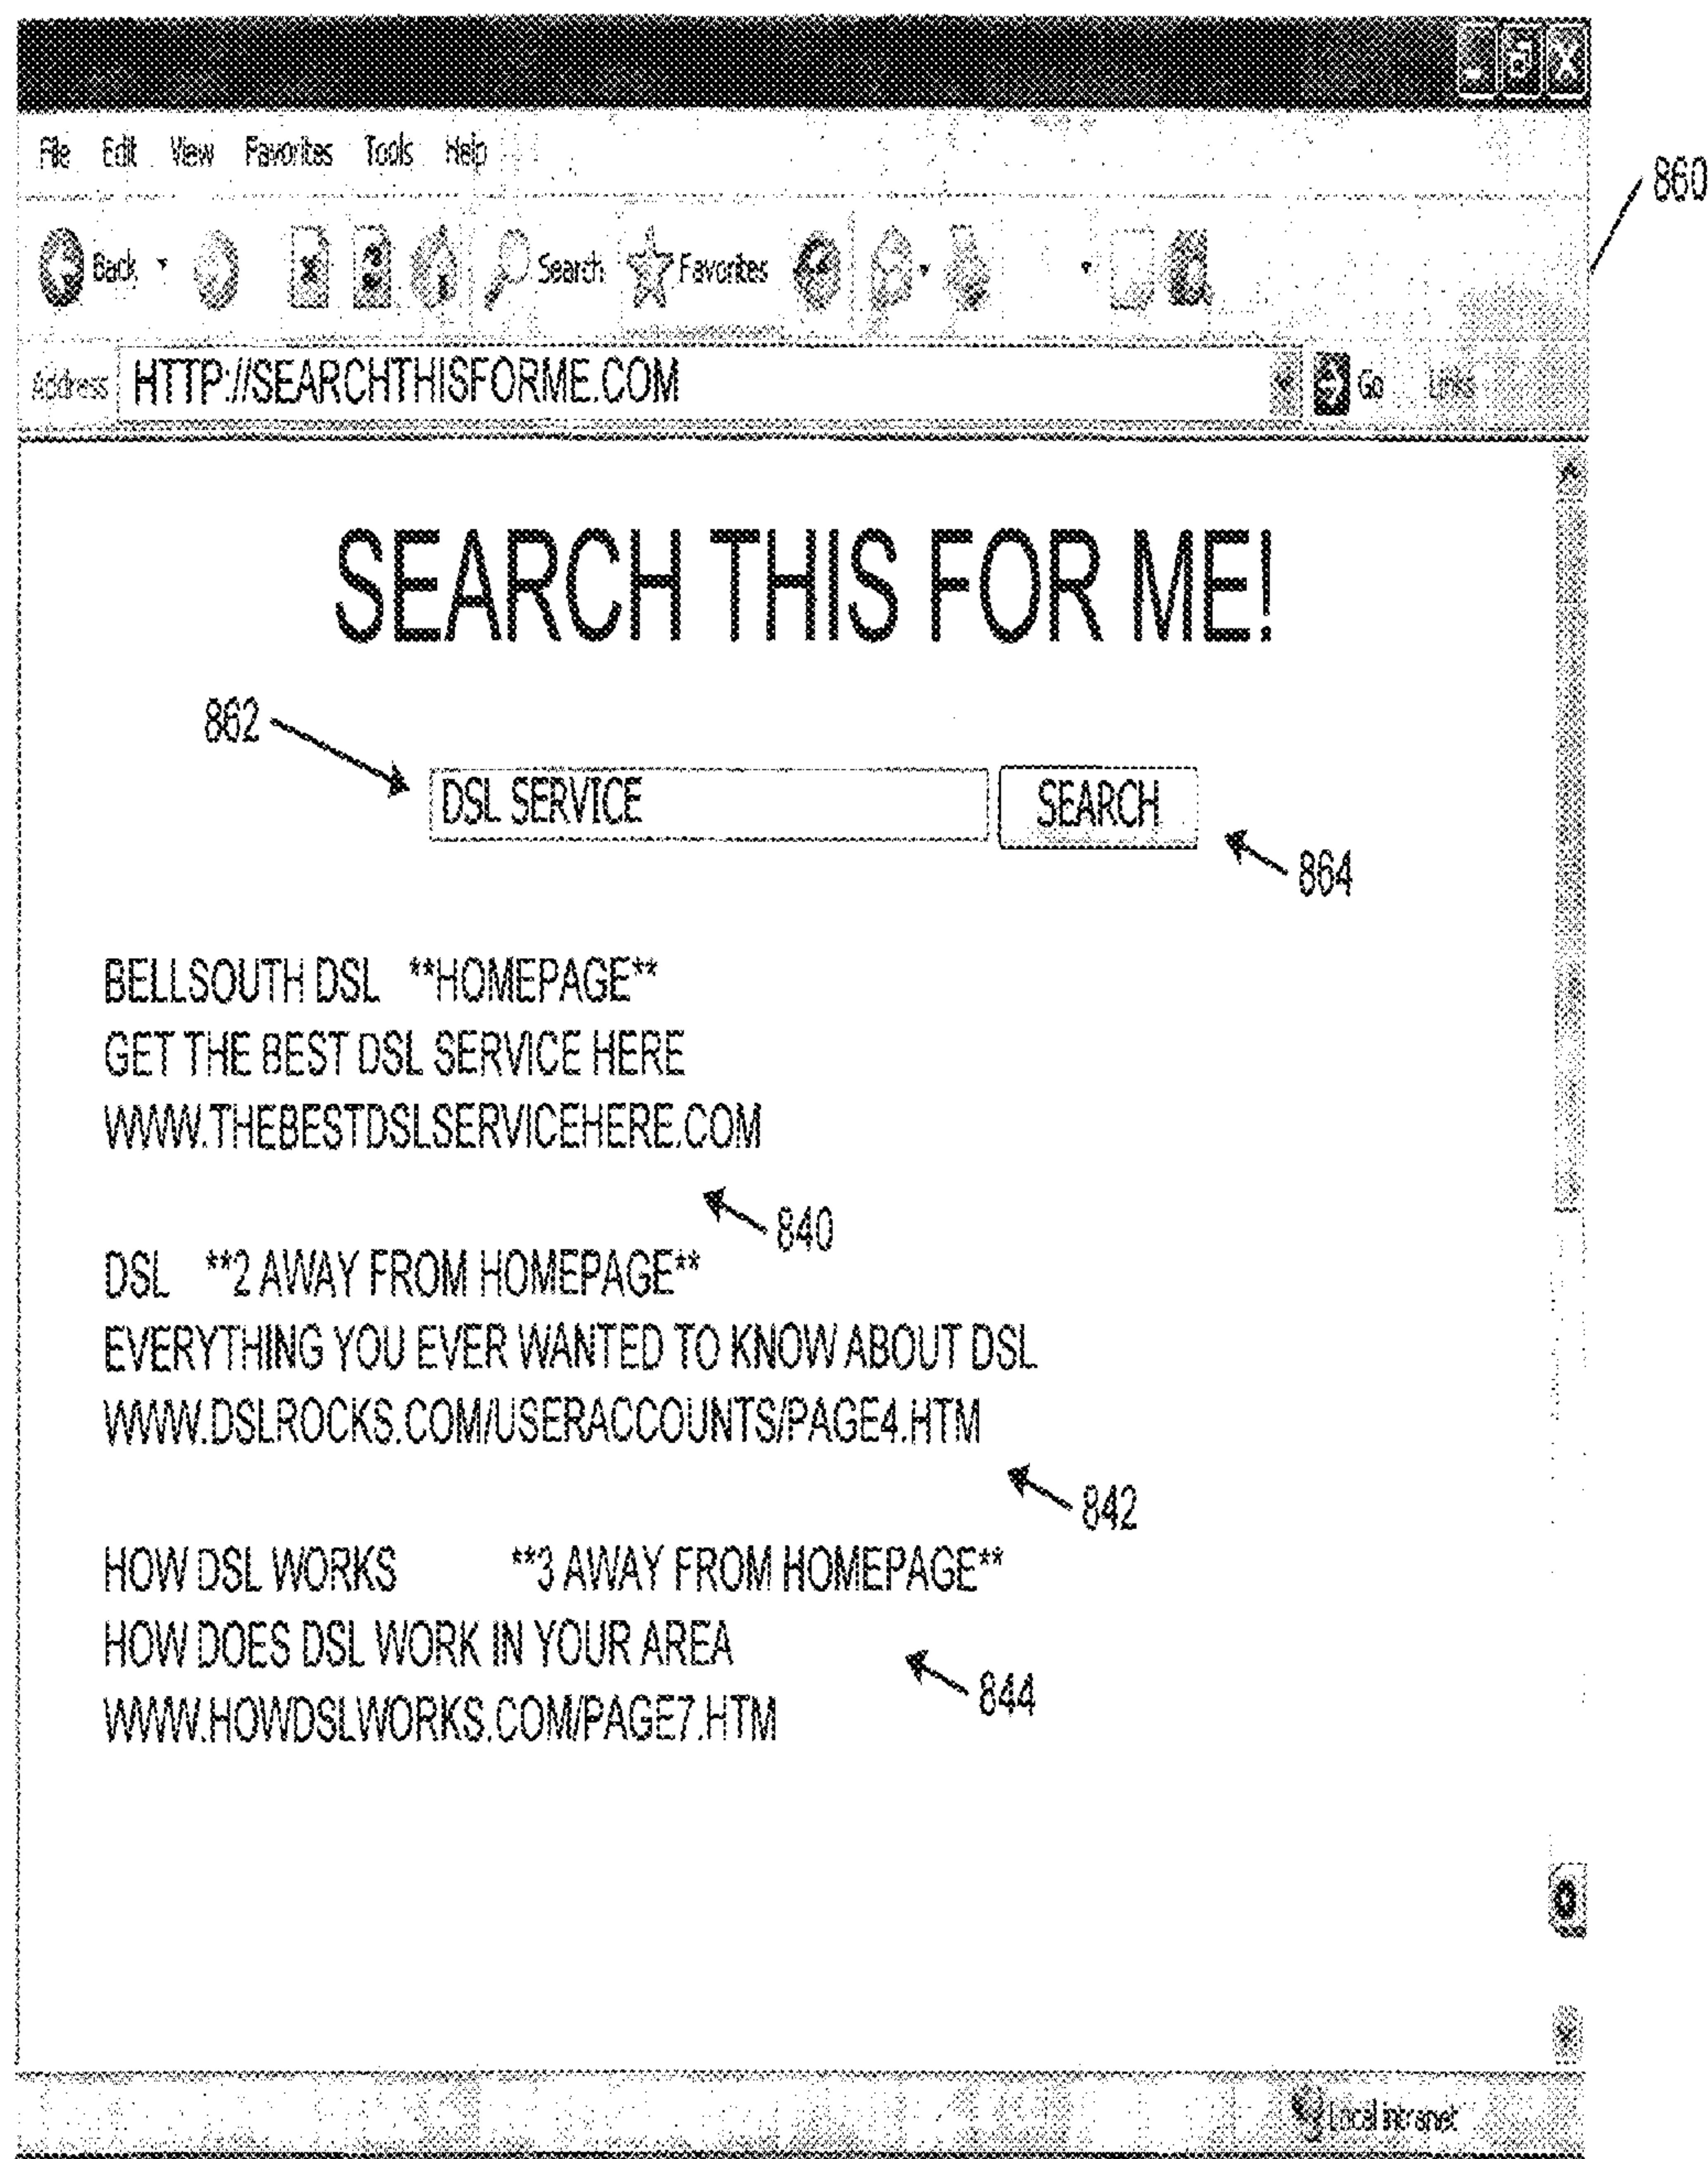 File Edit View Favorites Tools Help
860
Back Search Favorites
Address HTTP://SEARCHTHISFORME.COM Go Links
SEARCH THIS FOR ME!
862
DSL SERVICE SEARCH
864
BELLSOUTH DSL **HOMEPAGE**
GET THE BEST DSL SERVICE HERE
WWW.THEBESTDSLSERVICEHERE.COM
840
DSL **2 AWAY FROM HOMEPAGE**
EVERYTHING YOU EVER WANTED TO KNOW ABOUT DSL
WWW.DSLROCKS.COM/USERACCOUNTS/PAGE4.HTM
842
HOW DSL WORKS **3 AWAY FROM HOMEPAGE**
HOW DOES DSL WORK IN YOUR AREA
844
WWW.HOWDSLWORKS.COM/PAGE7.HTM
Local intranet